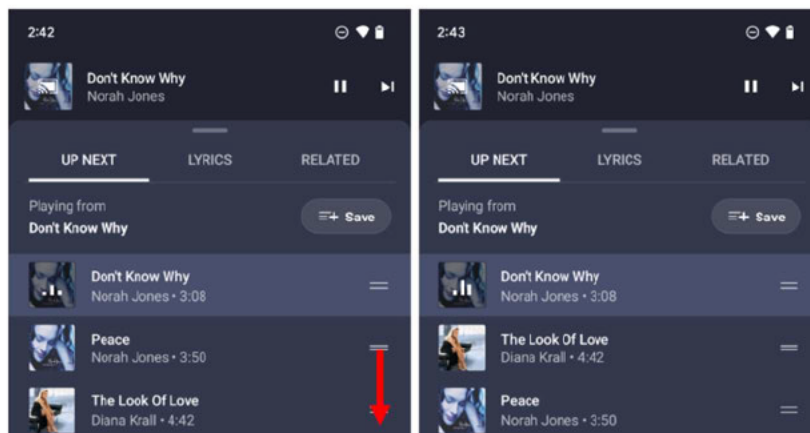 2:42
Don't Know Why
Norah Jones
UP NEXT LYRICS RELATED
Playing from
Don't Know Why
Save
Don't Know Why
Norah Jones • 3:08
Peace
Norah Jones • 3:50
The Look Of Love
Diana Krall • 4:42
2:43
Don't Know Why
Norah Jones
UP NEXT LYRICS RELATED
Playing from
Don't Know Why
Save
Don't Know Why
Norah Jones • 3:08
The Look Of Love
Diana Krall • 4:42
Peace
Norah Jones • 3:50